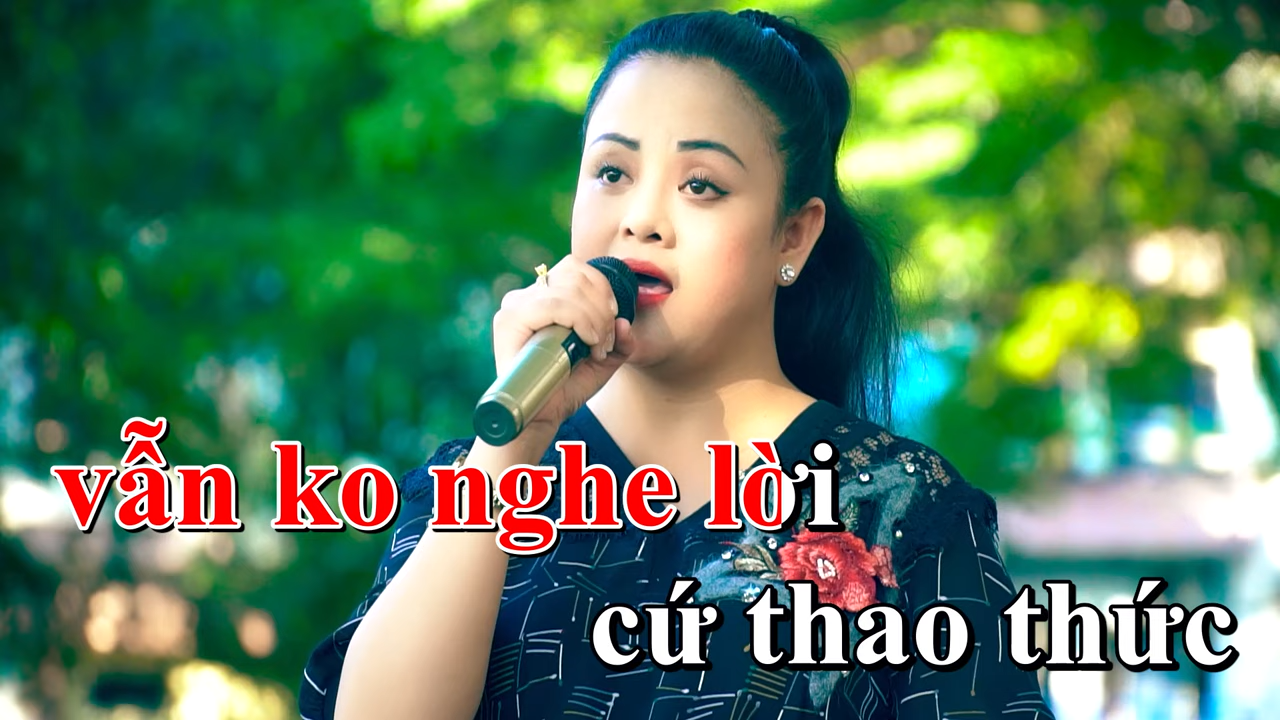 vẫn ko nghe lời
cứ thao thức